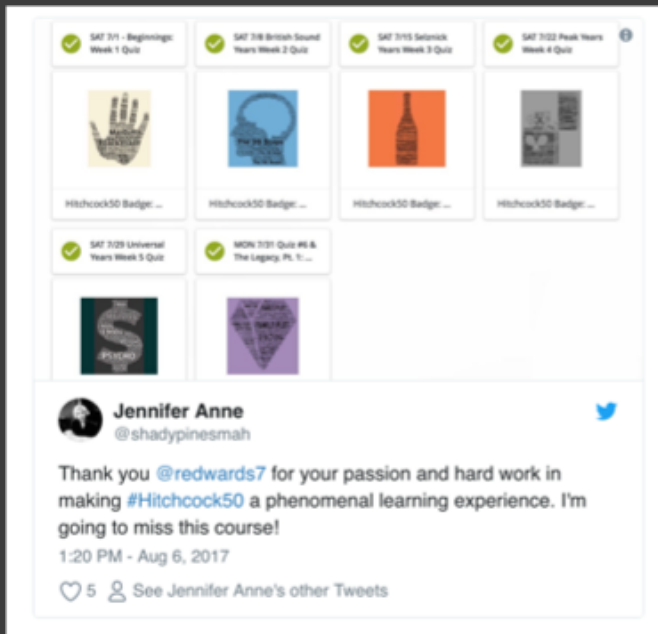 SAT 7/1 - Beginnings:
Week 1 Quiz
SAT 7/8 British Sound
Years Week 2 Quiz
SAT 7/15 Selznick
Years Week 3 Quiz
SAT 7/22 Peak Years
Week 4 Quiz
Hitchcock50 Badge: ...
Hitchcock50 Badge: ...
Hitchcock50 Badge: ...
Hitchcock50 Badge: ...
SAT 7/29 Universal
Years Week 5 Quiz
MON 7/31 Quiz #6 &
The Legacy, Pt. 1: ...
PSYCHO
Jennifer Anne
@shadypinesmah
Thank you @redwards7 for your passion and hard work in
making #Hitchcock50 a phenomenal learning experience. I'm
going to miss this course!
1:20 PM - Aug 6, 2017
5 See Jennifer Anne's other Tweets